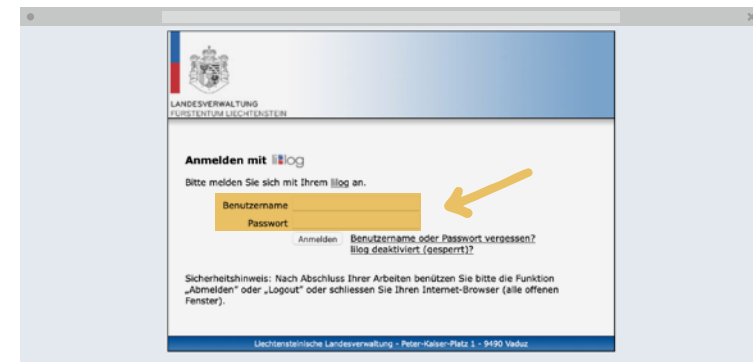 LANDESVERWALTUNG
FÜRSTENTUM LIECHTENSTEIN
Anmelden mit lilog
Bitte melden Sie sich mit Ihrem lilog an.
Benutzername
Passwort
Anmelden Benutzername oder Passwort vergessen?
lilog deaktiviert (gesperrt)?
Sicherheitshinweis: Nach Abschluss Ihrer Arbeiten benützen Sie bitte die Funktion
„Abmelden" oder „Logout" oder schliessen Sie Ihren Internet-Browser (alle offenen
Fenster).
Liechtensteinische Landesverwaltung - Peter-Kaiser-Platz 1 - 9490 Vaduz